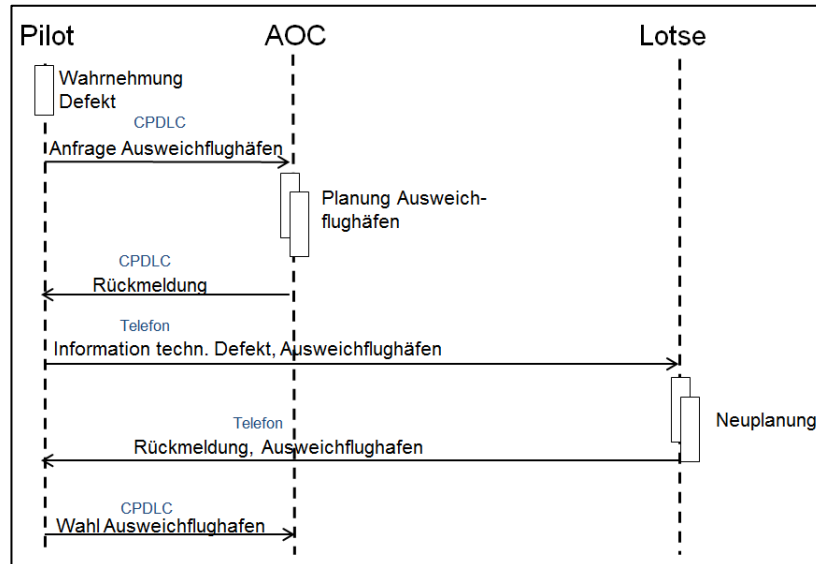 Pilot AOC Lotse
Wahrnehmung
Defekt
CPDLC
Anfrage Ausweichflughäfen
Planung Ausweich-
flughäfen
CPDLC
Rückmeldung
Telefon
Information techn. Defekt, Ausweichflughäfen
Neuplanung
Telefon
Rückmeldung, Ausweichflughafen
CPDLC
Wahl Ausweichflughafen